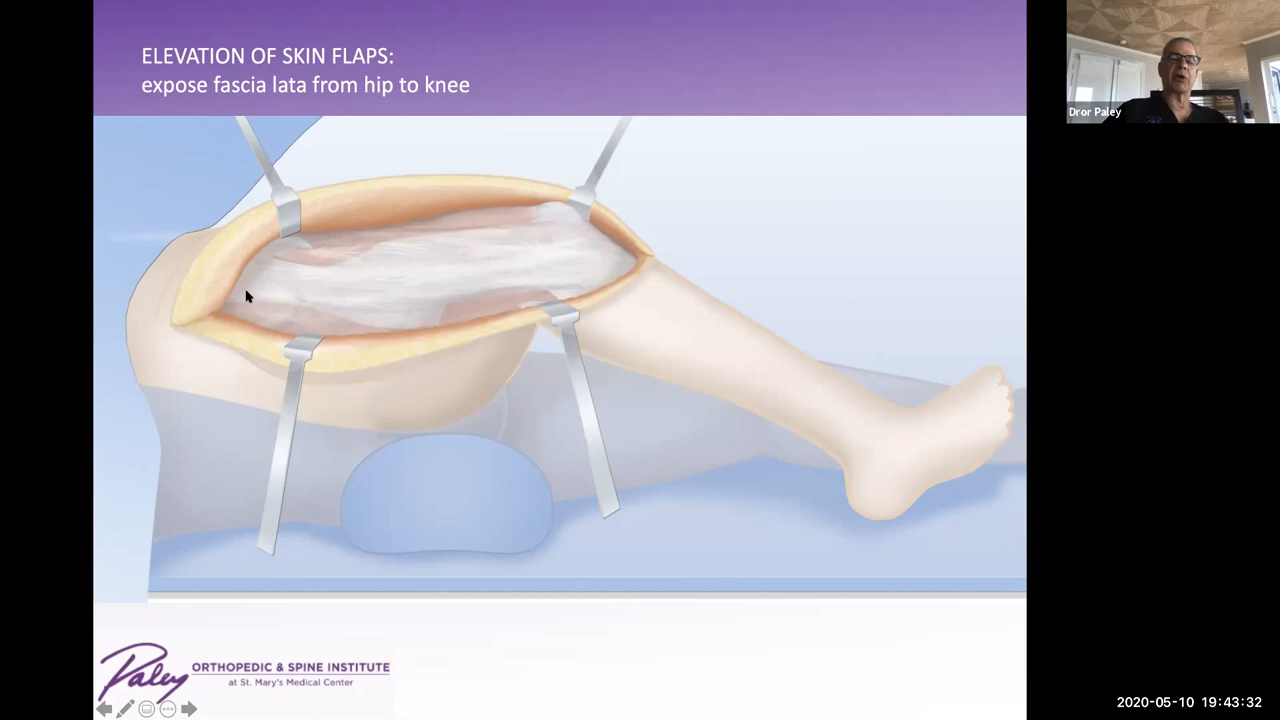 ELEVATION OF SKIN FLAPS:
expose fascia lata from hip to knee
Dror Paley
Paley
ORTHOPEDIC & SPINE INSTITUTE
at St. Mary's Medical Center
2020-05-10 19:43:32